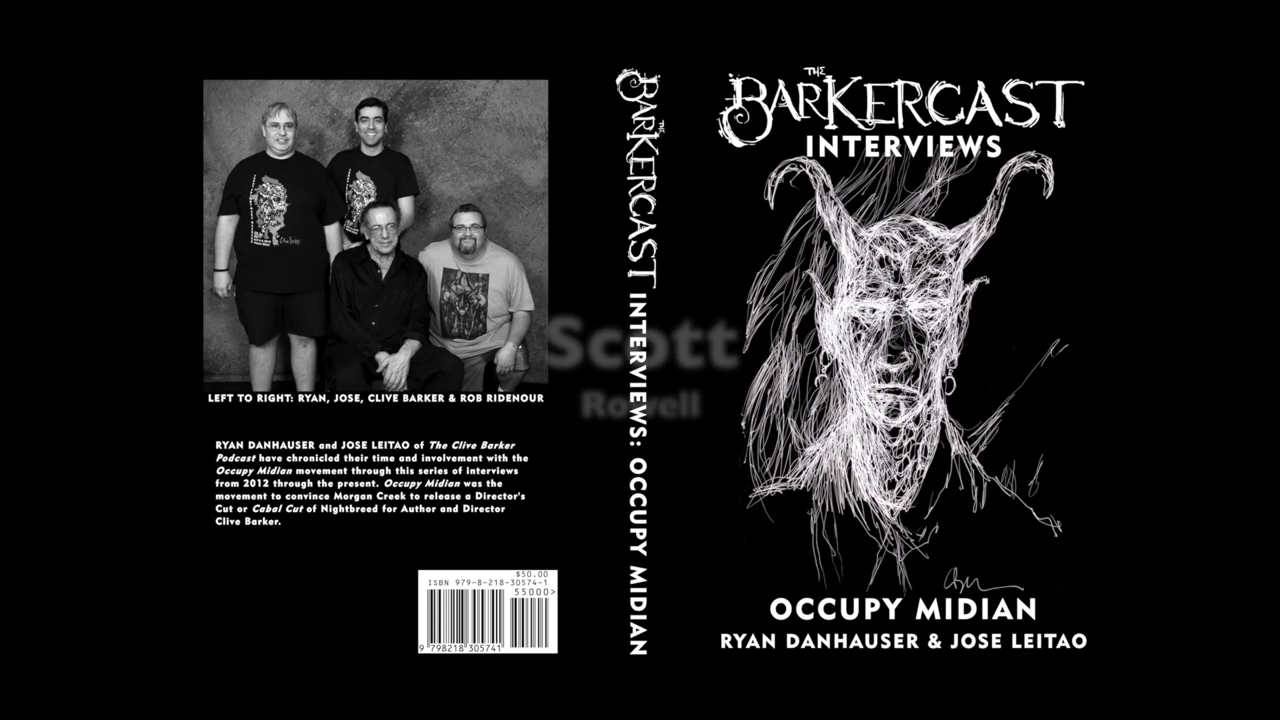 LEFT TO RIGHT: RYAN, JOSE, CLIVE BARKER & ROB RIDENOUR
RYAN DANHAUSER and JOSE LEITAO of The Clive Barker
Podcast have chronicled their time and involvement with the
Occupy Midian movement through this series of interviews
from 2012 through the present. Occupy Midian was the
movement to convince Morgan Creek to release a Director's
Cut or Cabal Cut of Nightbreed for Author and Director
Clive Barker.
$50.00
ISBN 979-8-218-30574-1
55000>
9 798218 305741
THE BARKERCAST INTERVIEWS: OCCUPY MIDIAN
Scott
THE
BARKERCAST
INTERVIEWS
OCCUPY MIDIAN
RYAN DANHAUSER & JOSE LEITAO